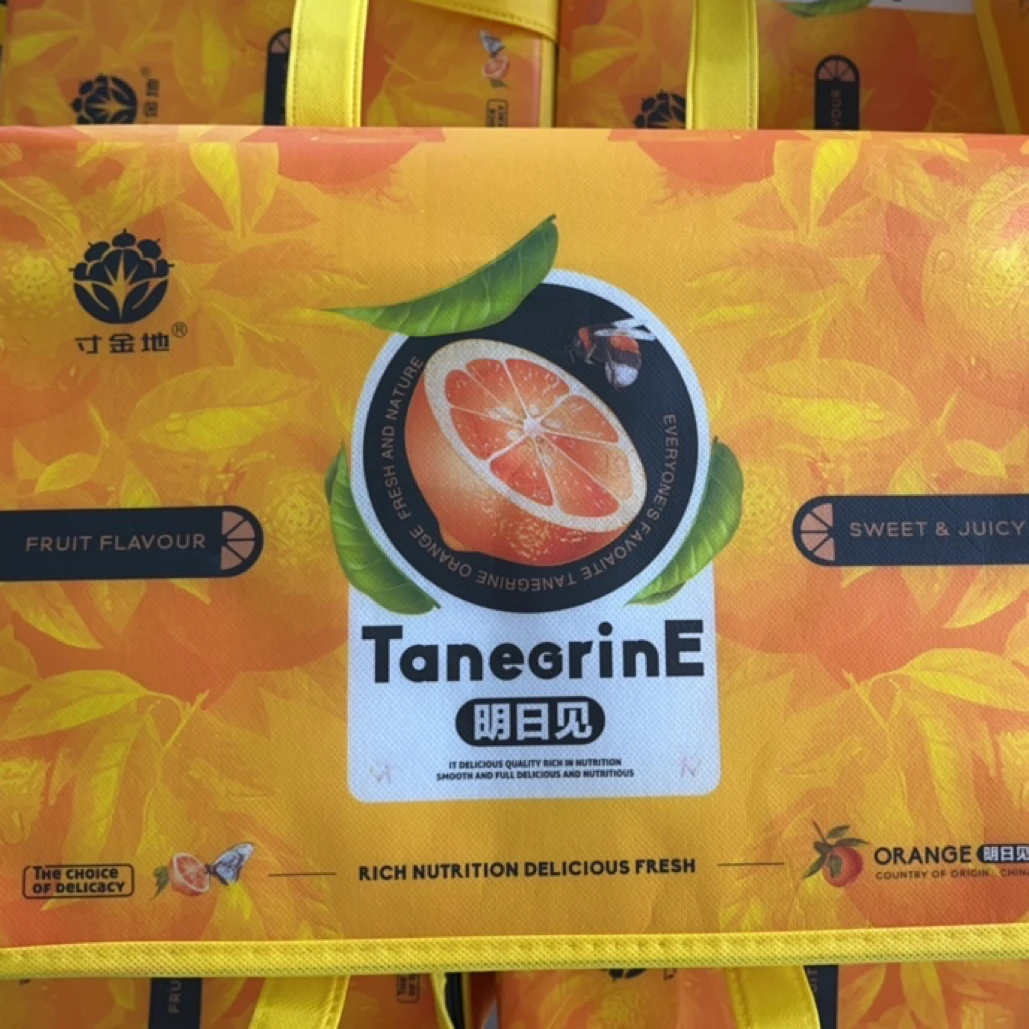 寸金地®
FRESH AND NATURE
EVERYONE'S FAVOAITE TANEGRINE ORANGE
FRUIT FLAVOUR
SWEET & JUICY
TanegrinE
明日见
IT DELICIOUS QUALITY RICH IN NUTRITION
SMOOTH AND FULL DELICIOUS AND NUTRITIOUS
The choice
of delicacy
RICH NUTRITION DELICIOUS FRESH
ORANGE 明日见
COUNTRY OF ORIGIN. CHINA